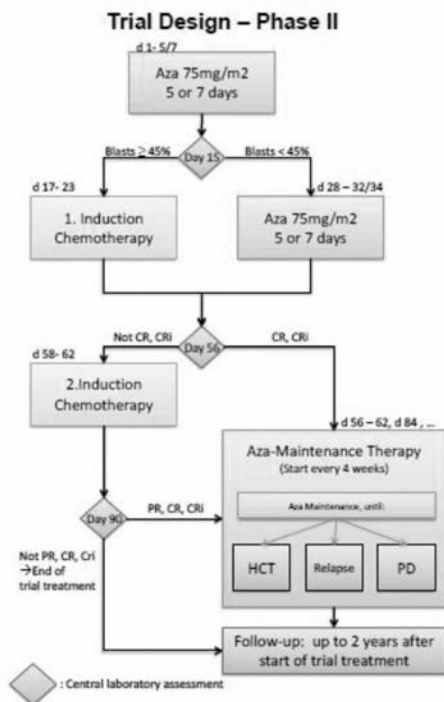 Trial Design – Phase II
d 1- 5/7
Aza 75mg/m2
5 or 7 days
Blasts ≥ 45%
Day 15
Blasts < 45%
d 17- 23
d 28 – 32/34
1. Induction
Chemotherapy
Aza 75mg/m2
5 or 7 days
Not CR, CRi
Day 56
CR, CRi
d 58- 62
2.Induction
Chemotherapy
d 56 – 62, d 84 , ...
Aza-Maintenance Therapy
(Start every 4 weeks)
Aza Maintenance, until:
Day 90
PR, CR, CRi
HCT
Relapse
PD
Not PR, CR, Cri
→End of
trial treatment
Follow-up: up to 2 years after
start of trial treatment
: Central laboratory assessment